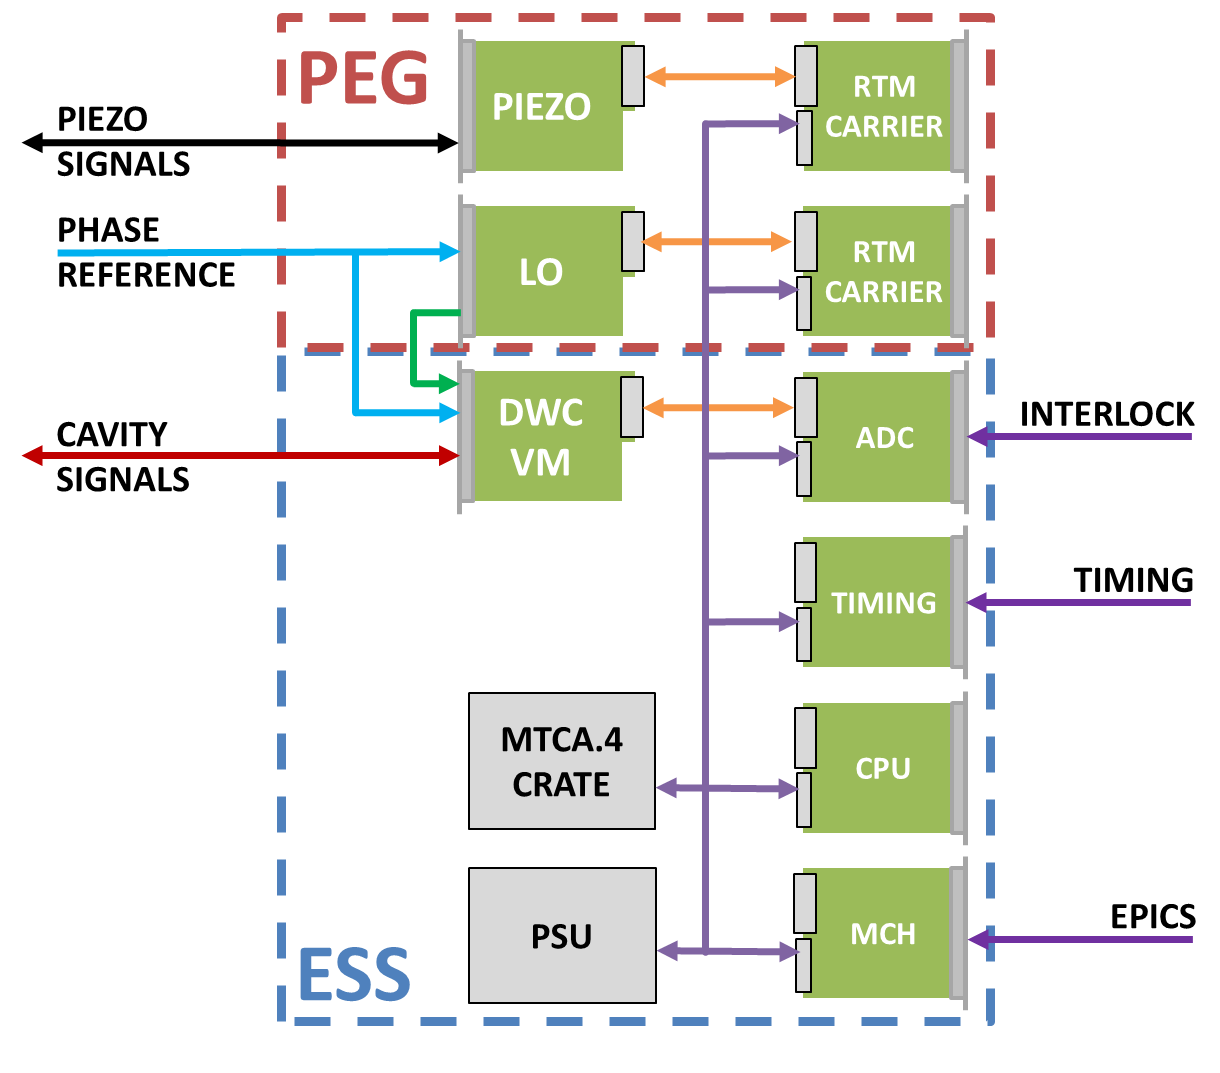 PEG
PIEZO
RTM
CARRIER
PIEZO
SIGNALS
PHASE
REFERENCE
LO
RTM
CARRIER
DWC
VM
ADC
INTERLOCK
CAVITY
SIGNALS
TIMING
TIMING
MTCA.4
CRATE
CPU
PSU
MCH
EPICS
ESS